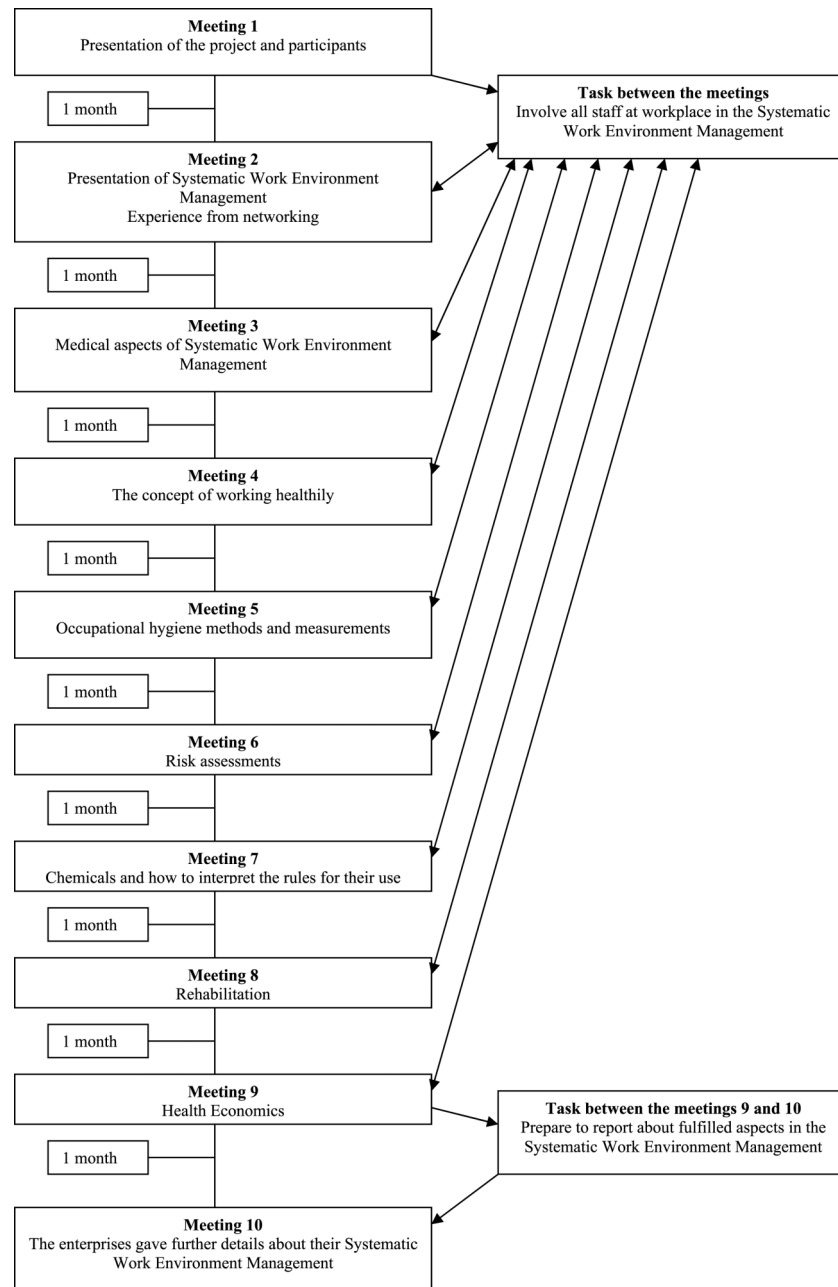 Meeting 1
Presentation of the project and participants
1 month
Task between the meetings
Involve all staff at workplace in the Systematic
Work Environment Management
Meeting 2
Presentation of Systematic Work Environment
Management
Experience from networking
1 month
Meeting 3
Medical aspects of Systematic Work Environment
Management
1 month
Meeting 4
The concept of working healthily
1 month
Meeting 5
Occupational hygiene methods and measurements
1 month
Meeting 6
Risk assessments
1 month
Meeting 7
Chemicals and how to interpret the rules for their use
1 month
Meeting 8
Rehabilitation
1 month
Meeting 9
Health Economics
Task between the meetings 9 and 10
Prepare to report about fulfilled aspects in the
Systematic Work Environment Management
1 month
Meeting 10
The enterprises gave further details about their Systematic
Work Environment Management